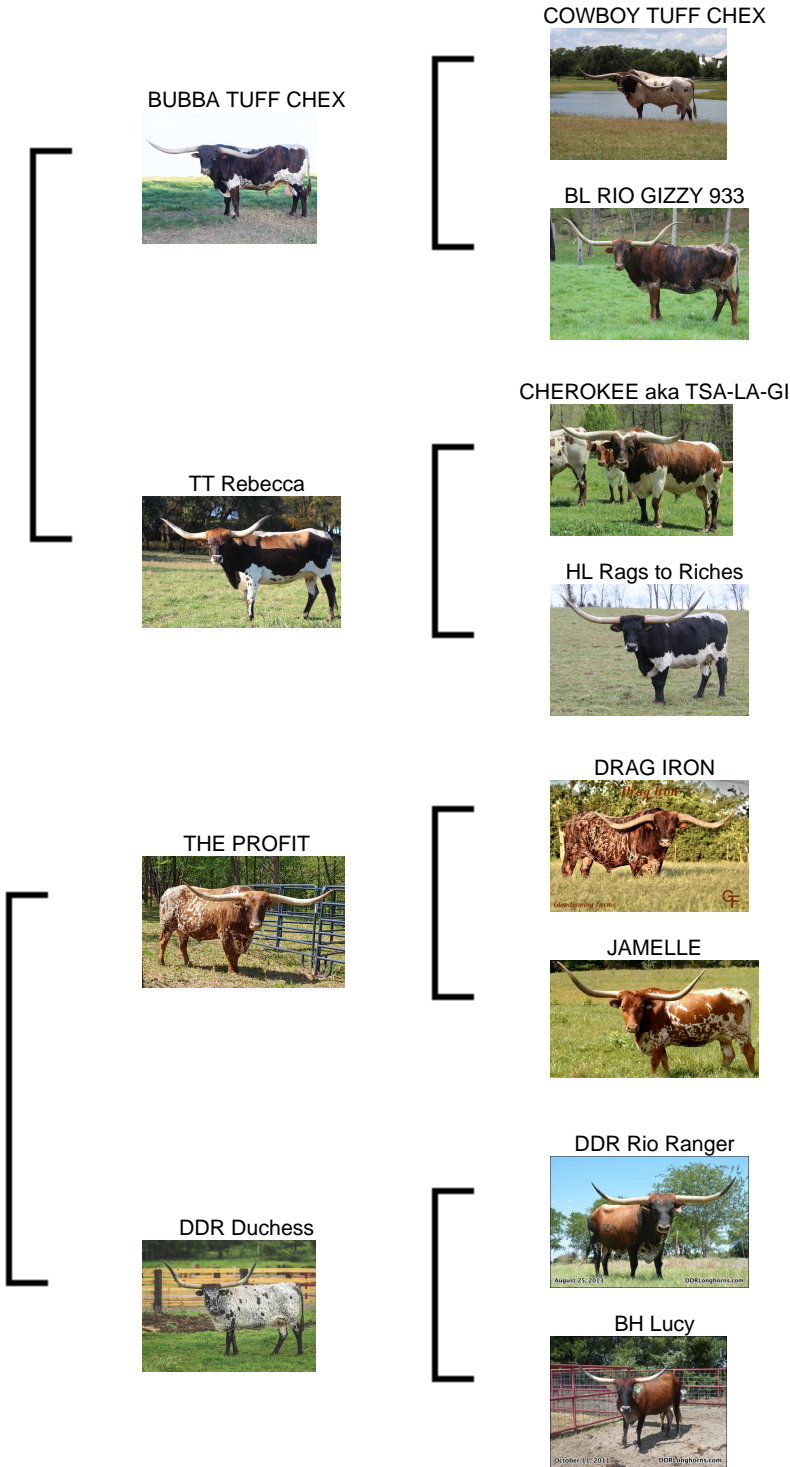 COWBOY TUFF CHEX
BUBBA TUFF CHEX
BL RIO GIZZY 933
CHEROKEE aka TSA-LA-GI
TT Rebecca
HL Rags to Riches
DRAG IRON
Drag Iron
THE PROFIT
Glendenning Farms
GF
JAMELLE
DDR Rio Ranger
DDR Duchess
August 25, 2013
DDRLonghorns.com
BH Lucy
October 11, 2011
DDRLonghorns.com